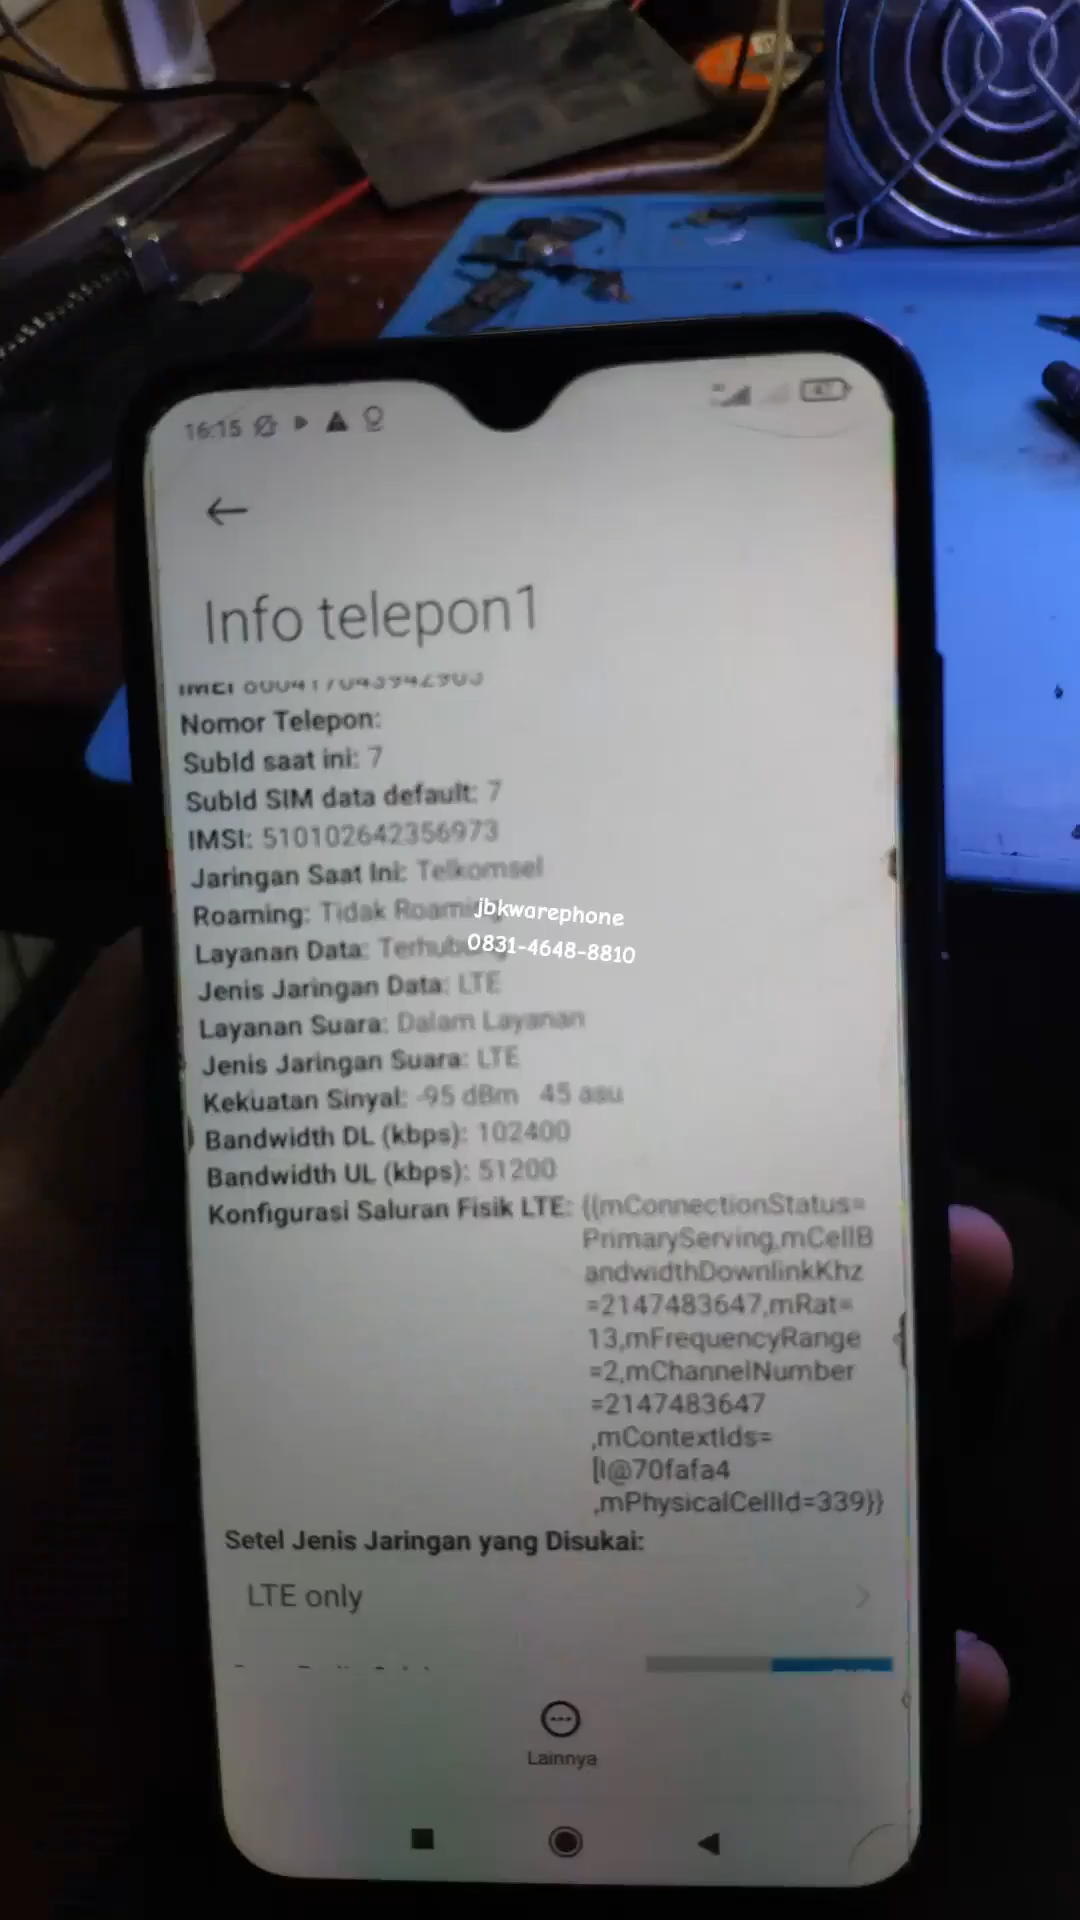 16:15
47
Info telepon1
IMEI
Nomor Telepon:
SubId saat ini: 7
SubId SIM data default: 7
IMSI: 510102642356973
Jaringan Saat Ini: Telkomsel
Roaming: Tidak Roaming
jbkwarephone
Layanan Data: Terhubung
0831-4648-8810
Jenis Jaringan Data: LTE
Layanan Suara: Dalam Layanan
Jenis Jaringan Suara: LTE
Kekuatan Sinyal: -95 dBm 45 asu
Bandwidth DL (kbps): 102400
Bandwidth UL (kbps): 51200
Konfigurasi Saluran Fisik LTE: {{mConnectionStatus=
PrimaryServing,mCellB
andwidthDownlinkKhz
=2147483647,mRat=
13,mFrequencyRange
=2,mChannelNumber
=2147483647
,mContextIds=
[I@70fafa4
,mPhysicalCellId=339}}
Setel Jenis Jaringan yang Disukai:
LTE only
Lainnya